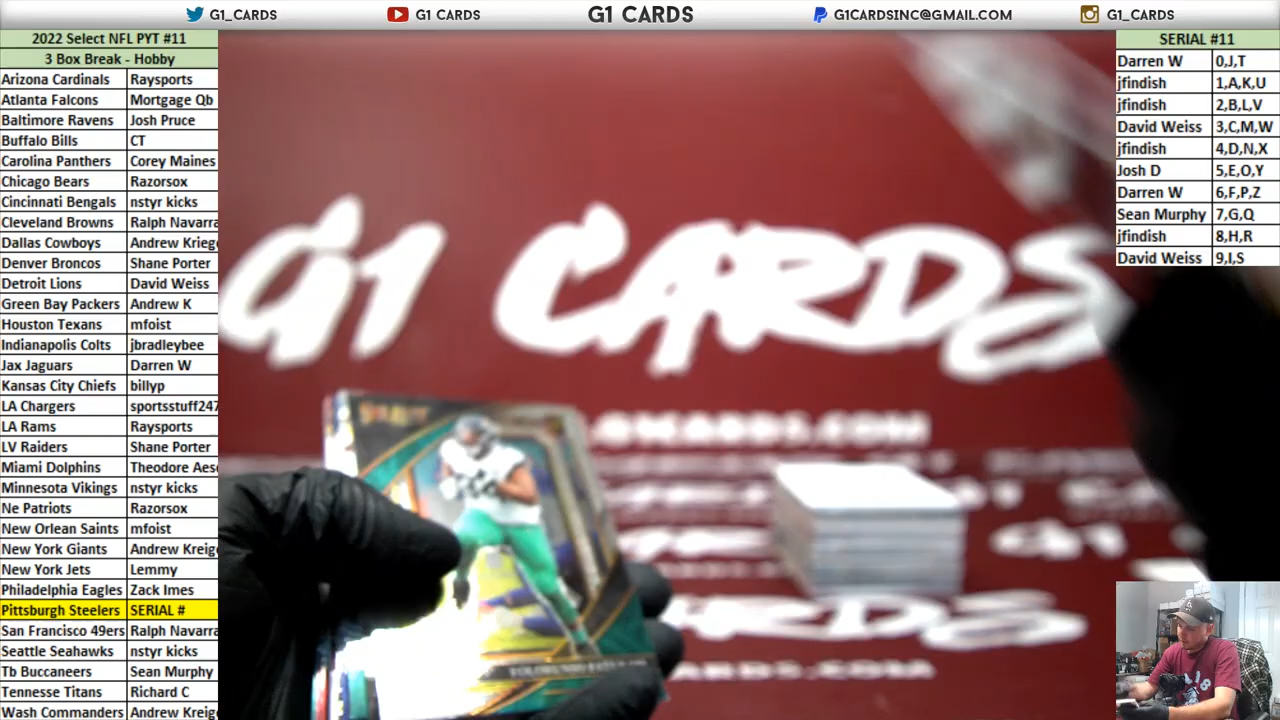 G1_CARDS
G1 CARDS
G1 CARDS
G1CARDSINC@GMAIL.COM
G1_CARDS
2022 Select NFL PYT #11
3 Box Break - Hobby
Arizona Cardinals Raysports
Atlanta Falcons Mortgage Qb
Baltimore Ravens Josh Pruce
Buffalo Bills CT
Carolina Panthers Corey Maines
Chicago Bears Razorsox
Cincinnati Bengals nstyr kicks
Cleveland Browns Ralph Navarra
Dallas Cowboys Andrew Kriege
Denver Broncos Shane Porter
Detroit Lions David Weiss
Green Bay Packers Andrew K
Houston Texans mfoist
Indianapolis Colts jbradleybee
Jax Jaguars Darren W
Kansas City Chiefs billyp
LA Chargers sportsstuff247
LA Rams Raysports
LV Raiders Shane Porter
Miami Dolphins Theodore Aeso
Minnesota Vikings nstyr kicks
Ne Patriots Razorsox
New Orlean Saints mfoist
New York Giants Andrew Kreige
New York Jets Lemmy
Philadelphia Eagles Zack Imes
Pittsburgh Steelers SERIAL #
San Francisco 49ers Ralph Navarra
Seattle Seahawks nstyr kicks
Tb Buccaneers Sean Murphy
Tennesse Titans Richard C
Wash Commanders Andrew Kreige
SERIAL #11
Darren W 0,J,T
jfindish 1,A,K,U
jfindish 2,B,L,V
David Weiss 3,C,M,W
jfindish 4,D,N,X
Josh D 5,E,O,Y
Darren W 6,F,P,Z
Sean Murphy 7,G,Q
jfindish 8,H,R
David Weiss 9,I,S
G1 CARDS
SELECT